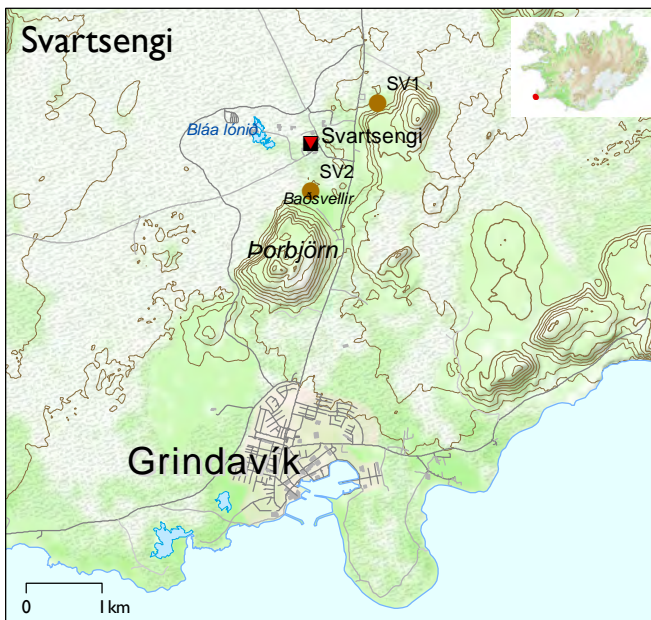 Svartsengi
SV1
Bláa lónið
Svartsengi
SV2
Baðsvellir
Þorbjörn
Grindavík
0 1 km